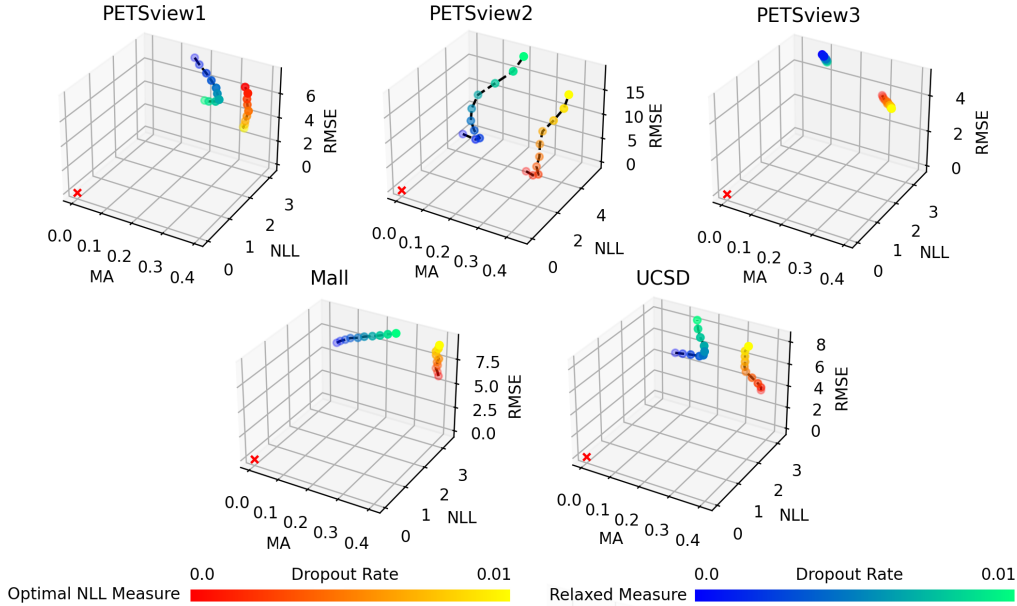 PETSview1
PETSview2
PETSview3
0.0 0.1 0.2 0.3 0.4
MA
0 1 2 3
NLL
0 2 4 6
RMSE
0.0 0.1 0.2 0.3 0.4
MA
0 2 4
NLL
0 5 10 15
RMSE
0.0 0.1 0.2 0.3 0.4
MA
0 1 2 3
NLL
0 2 4
RMSE
Mall
UCSD
0.0 0.1 0.2 0.3 0.4
MA
0 1 2 3
NLL
0.0 2.5 5.0 7.5
RMSE
0.0 0.1 0.2 0.3 0.4
MA
0 1 2 3
NLL
0 2 4 6 8
RMSE
0.0 Dropout Rate 0.01
Optimal NLL Measure
0.0 Dropout Rate 0.01
Relaxed Measure